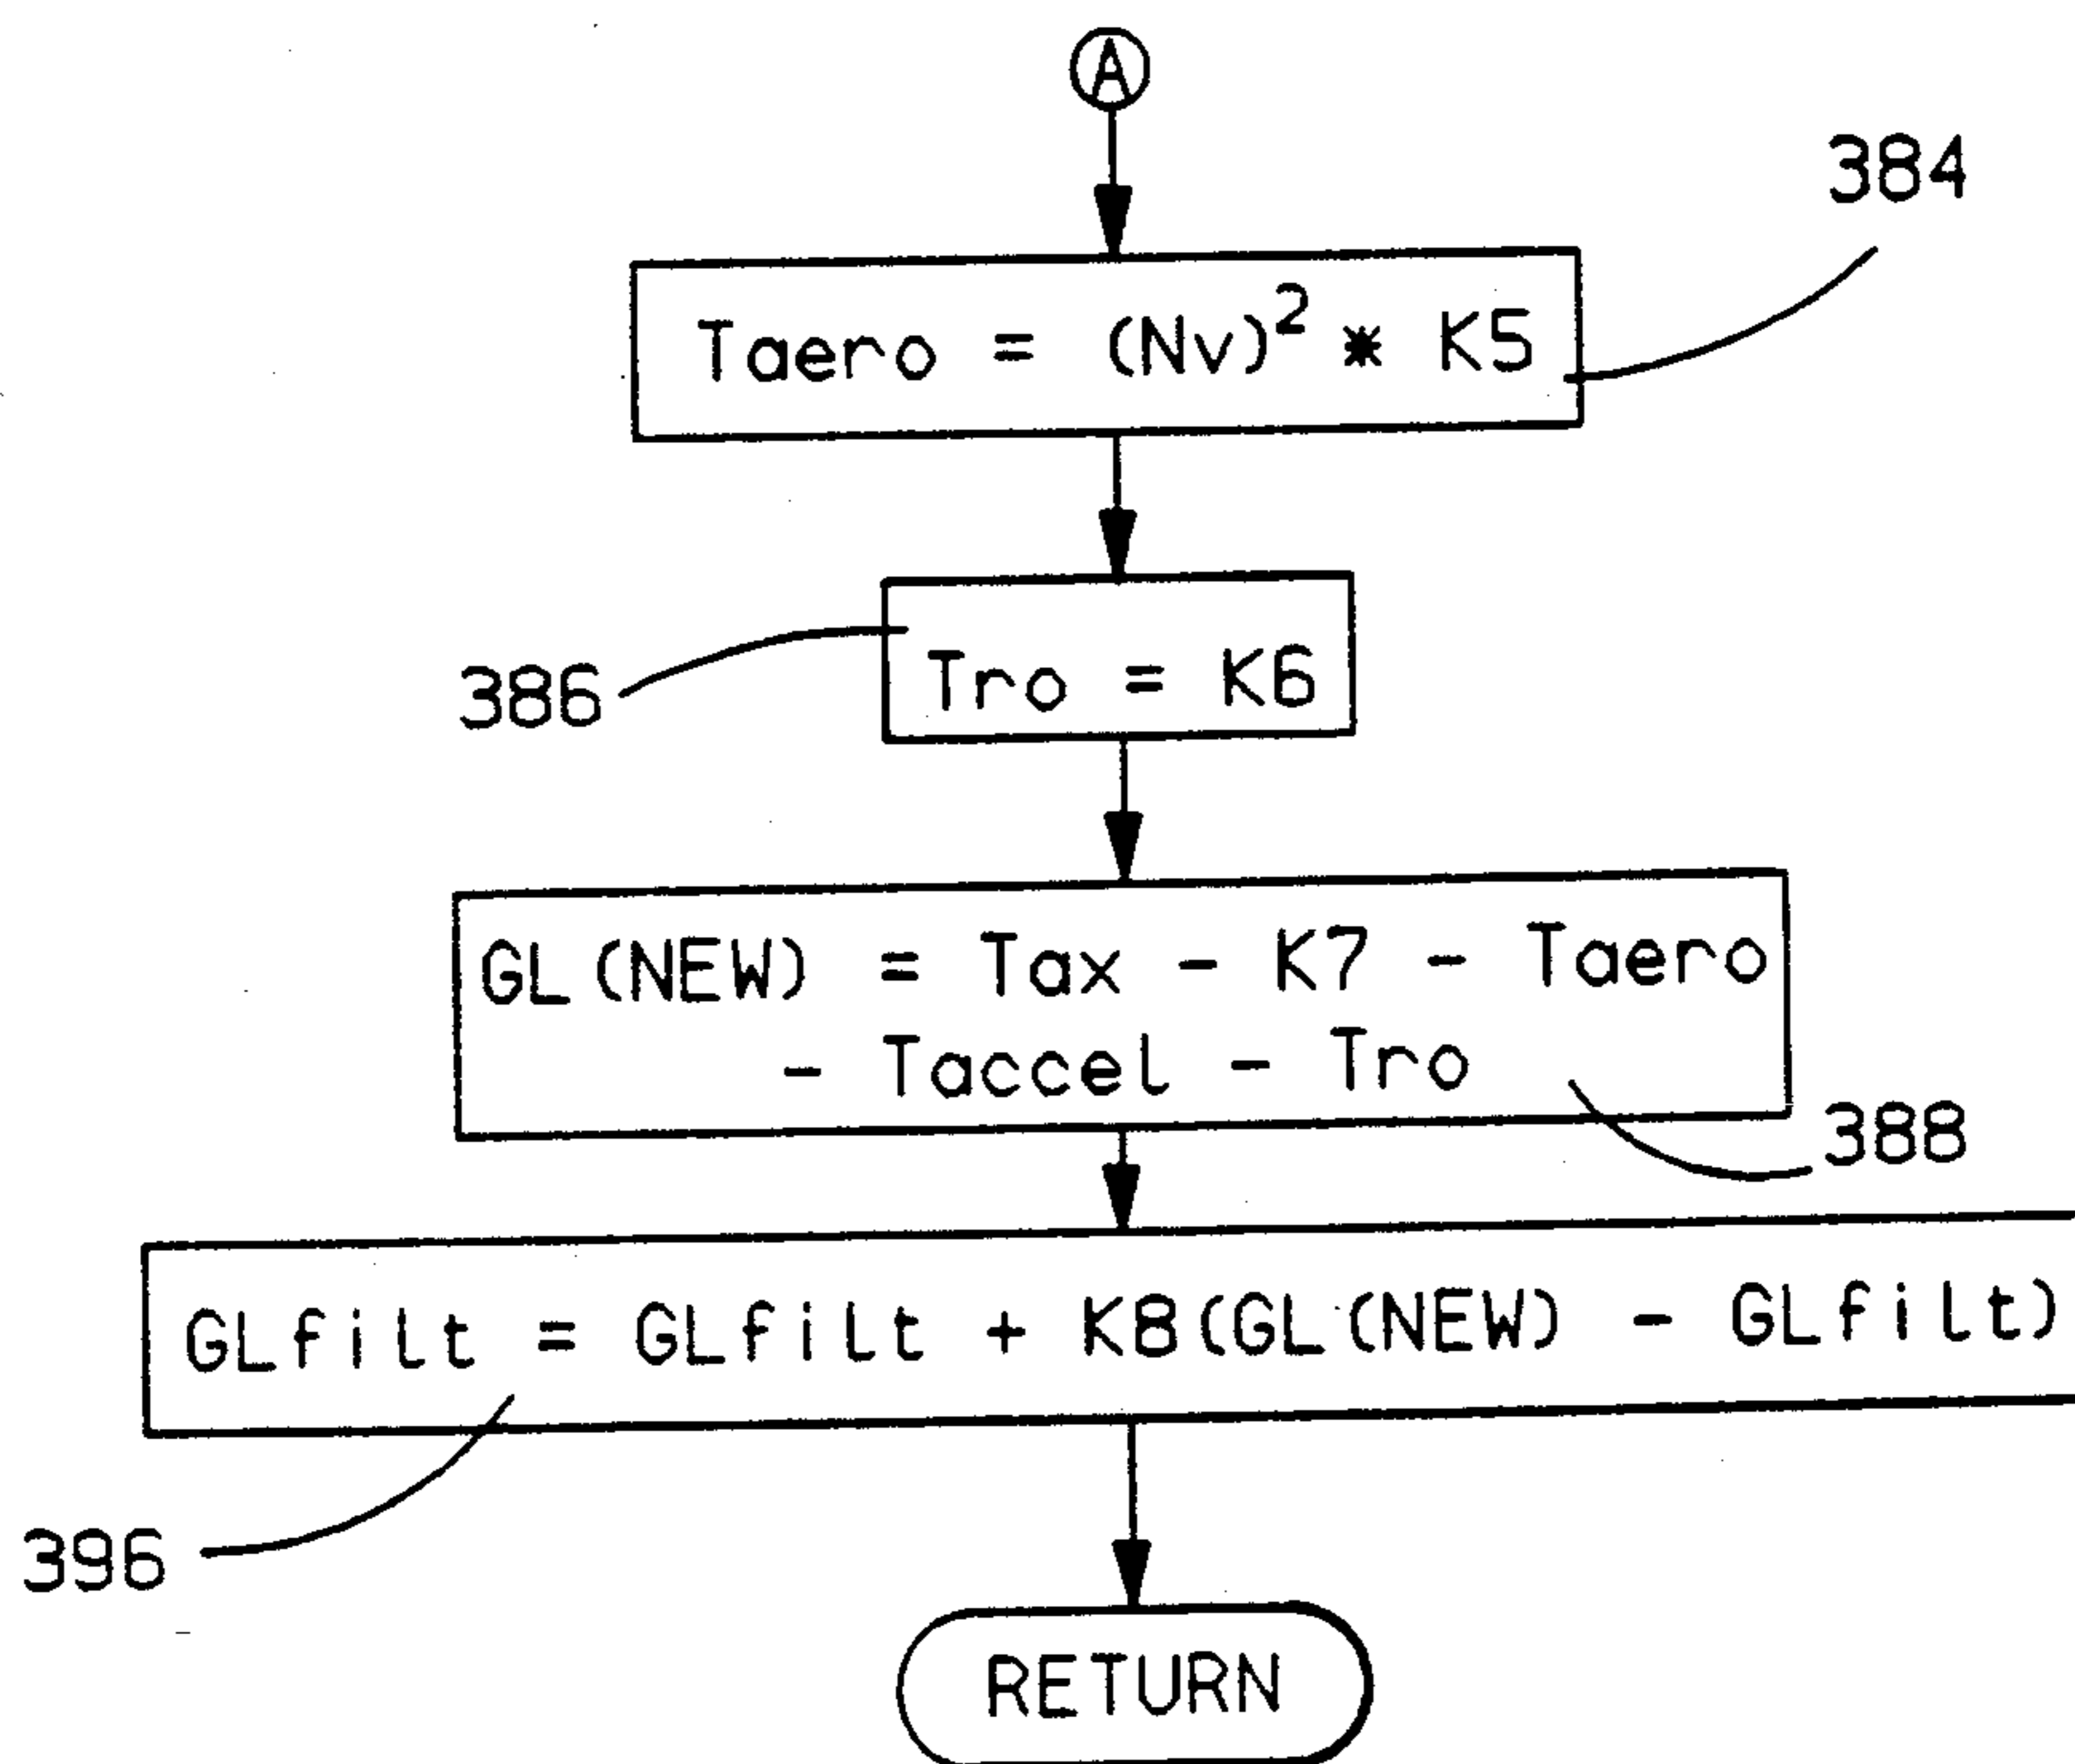 A
384
Taero = (Nv)² * K5
386
Tro = K6
GL(NEW) = Tax - K7 - Taero
- Taccel - Tro
388
GLfilt = GLfilt + K8(GL(NEW) - GLfilt)
396
RETURN